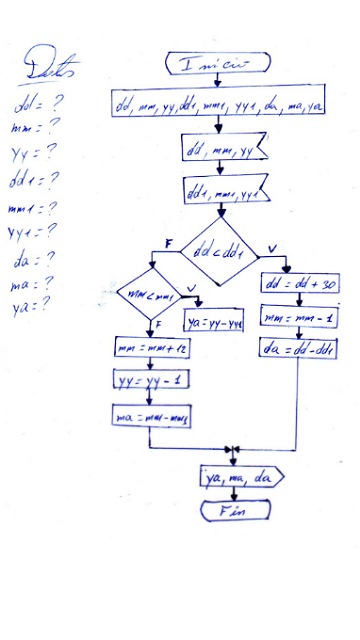 Datos
dd = ?
mm = ?
yy = ?
dd1 = ?
mm1 = ?
yy1 = ?
da = ?
ma = ?
ya = ?
Inicio
dd, mm, yy, dd1, mm1, yy1, da, ma, ya
dd, mm, yy
dd1, mm1, yy1
dd < dd1
F
V
mm < mm1
V
F
dd = dd + 30
mm = mm - 1
da = dd - dd1
ya = yy - yy1
mm = mm + 12
yy = yy - 1
ma = mm - mm1
ya, ma, da
Fin